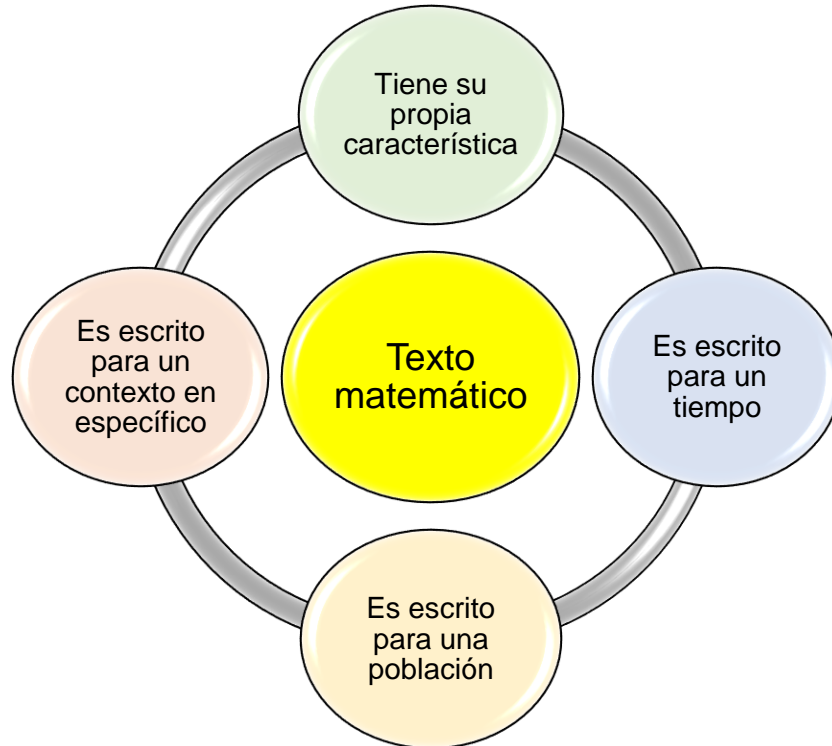 Tiene su
propia
característica
Es escrito
para un
contexto en
específico
Texto
matemático
Es escrito
para un
tiempo
Es escrito
para una
población